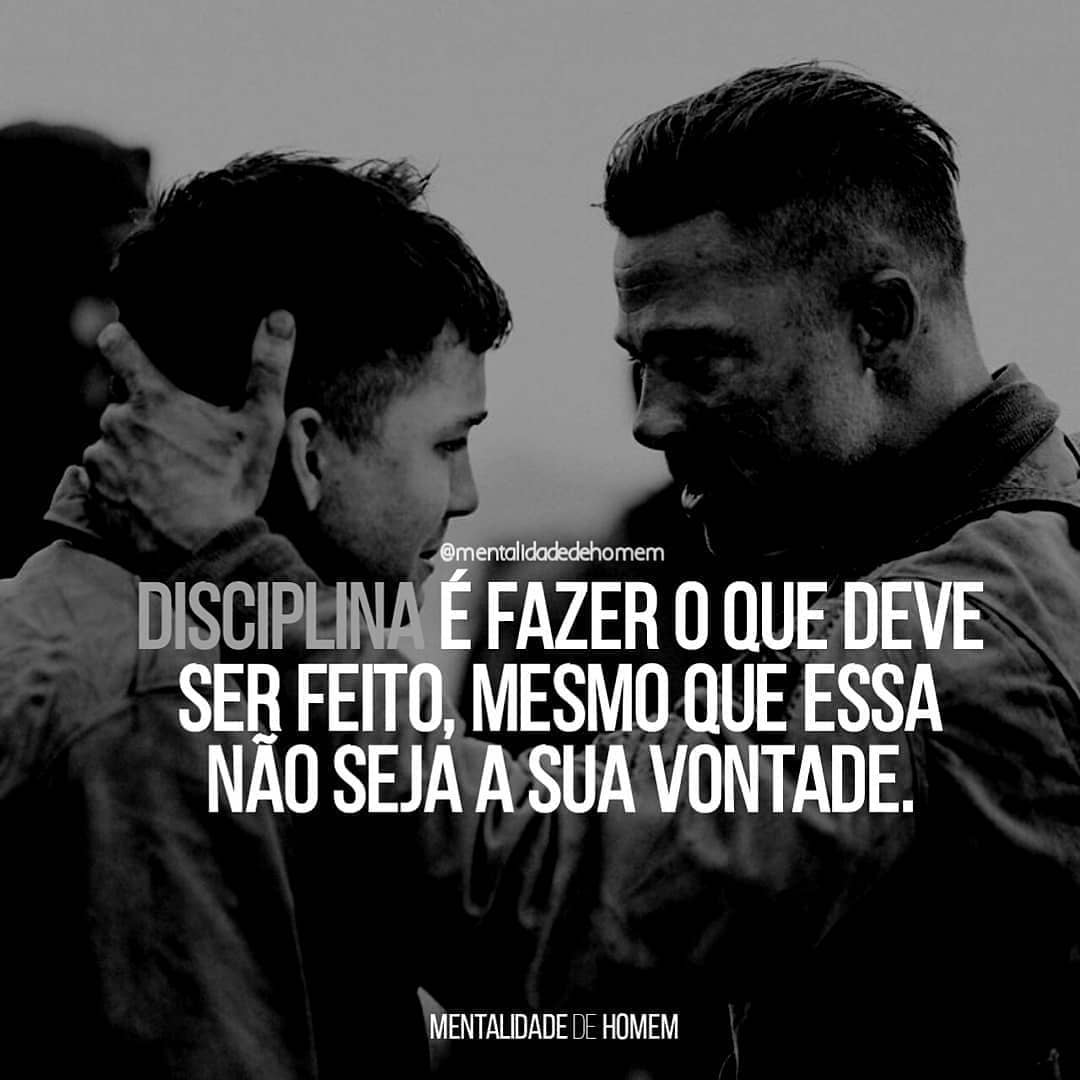 @mentalidadedehomem
DISCIPLINA É FAZER O QUE DEVE
SER FEITO, MESMO QUE ESSA
NÃO SEJA A SUA VONTADE.
MENTALIDADE DE HOMEM